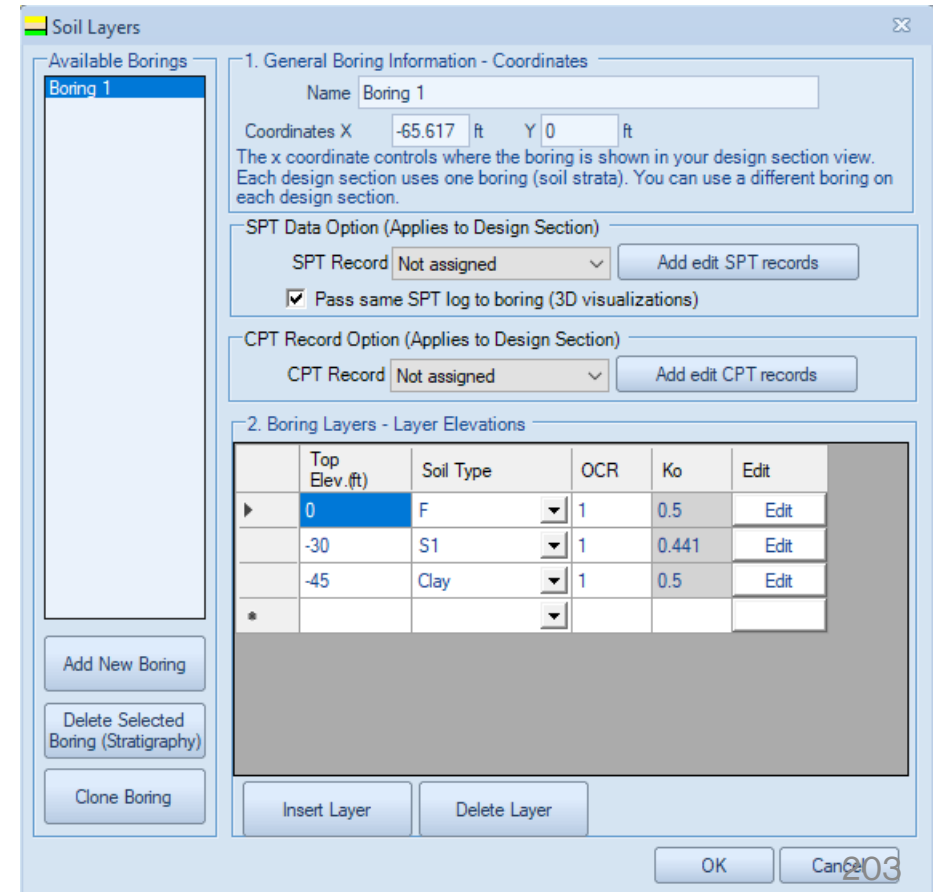 Soil Layers
Available Borings
Boring 1
Add New Boring
Delete Selected
Boring (Stratigraphy)
Clone Boring
1. General Boring Information - Coordinates
Name Boring 1
Coordinates X -65.617 ft Y 0 ft
The x coordinate controls where the boring is shown in your design section view.
Each design section uses one boring (soil strata). You can use a different boring on
each design section.
SPT Data Option (Applies to Design Section)
SPT Record Not assigned Add edit SPT records
Pass same SPT log to boring (3D visualizations)
CPT Record Option (Applies to Design Section)
CPT Record Not assigned Add edit CPT records
2. Boring Layers - Layer Elevations
Top
Elev.(ft) Soil Type OCR Ko Edit
0 F 1 0.5 Edit
-30 S1 1 0.441 Edit
-45 Clay 1 0.5 Edit
Insert Layer Delete Layer
OK Cancel
203